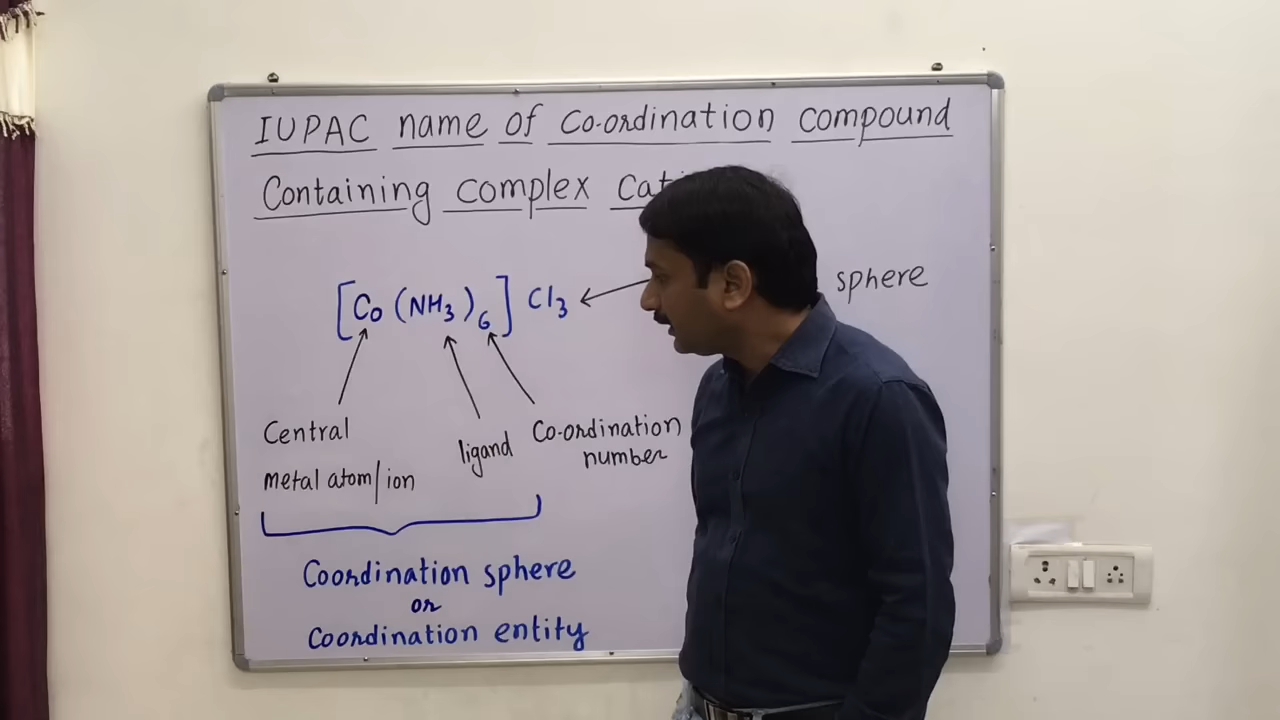 IUPAC name of Co-ordination compound
Containing complex
[Co(NH3)6]Cl3
sphere
Central
metal atom/ion
ligand
Co-ordination
number
Coordination sphere
or
Coordination entity